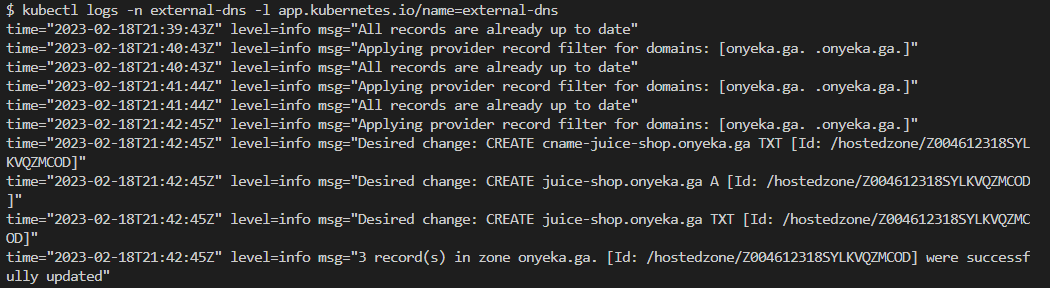 $ kubectl logs -n external-dns -l app.kubernetes.io/name=external-dns
time="2023-02-18T21:39:43Z" level=info msg="All records are already up to date"
time="2023-02-18T21:40:43Z" level=info msg="Applying provider record filter for domains: [onyeka.ga. .onyeka.ga.]"
time="2023-02-18T21:40:43Z" level=info msg="All records are already up to date"
time="2023-02-18T21:41:44Z" level=info msg="Applying provider record filter for domains: [onyeka.ga. .onyeka.ga.]"
time="2023-02-18T21:41:44Z" level=info msg="All records are already up to date"
time="2023-02-18T21:42:45Z" level=info msg="Applying provider record filter for domains: [onyeka.ga. .onyeka.ga.]"
time="2023-02-18T21:42:45Z" level=info msg="Desired change: CREATE cname-juice-shop.onyeka.ga TXT [Id: /hostedzone/Z004612318SYL
KVQZMCOD]"
time="2023-02-18T21:42:45Z" level=info msg="Desired change: CREATE juice-shop.onyeka.ga A [Id: /hostedzone/Z004612318SYLKVQZMCOD
]"
time="2023-02-18T21:42:45Z" level=info msg="Desired change: CREATE juice-shop.onyeka.ga TXT [Id: /hostedzone/Z004612318SYLKVQZMC
OD]"
time="2023-02-18T21:42:45Z" level=info msg="3 record(s) in zone onyeka.ga. [Id: /hostedzone/Z004612318SYLKVQZMCOD] were successf
ully updated"